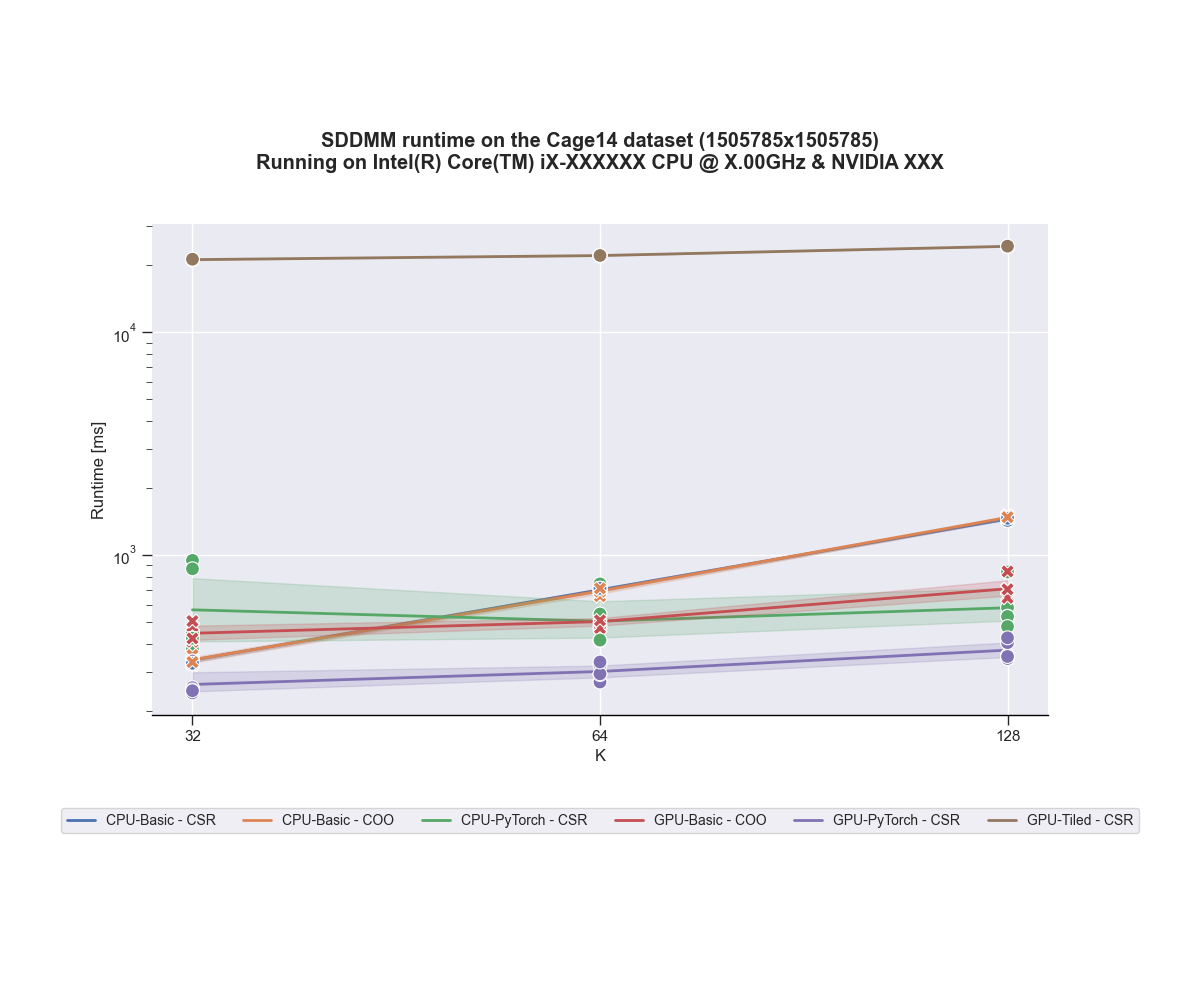 SDDMM runtime on the Cage14 dataset (1505785x1505785)
Running on Intel(R) Core(TM) iX-XXXXXX CPU @ X.00GHz & NVIDIA XXX
Runtime [ms]
10^4
10^3
32 64 128
K
CPU-Basic - CSR CPU-Basic - COO CPU-PyTorch - CSR GPU-Basic - COO GPU-PyTorch - CSR GPU-Tiled - CSR